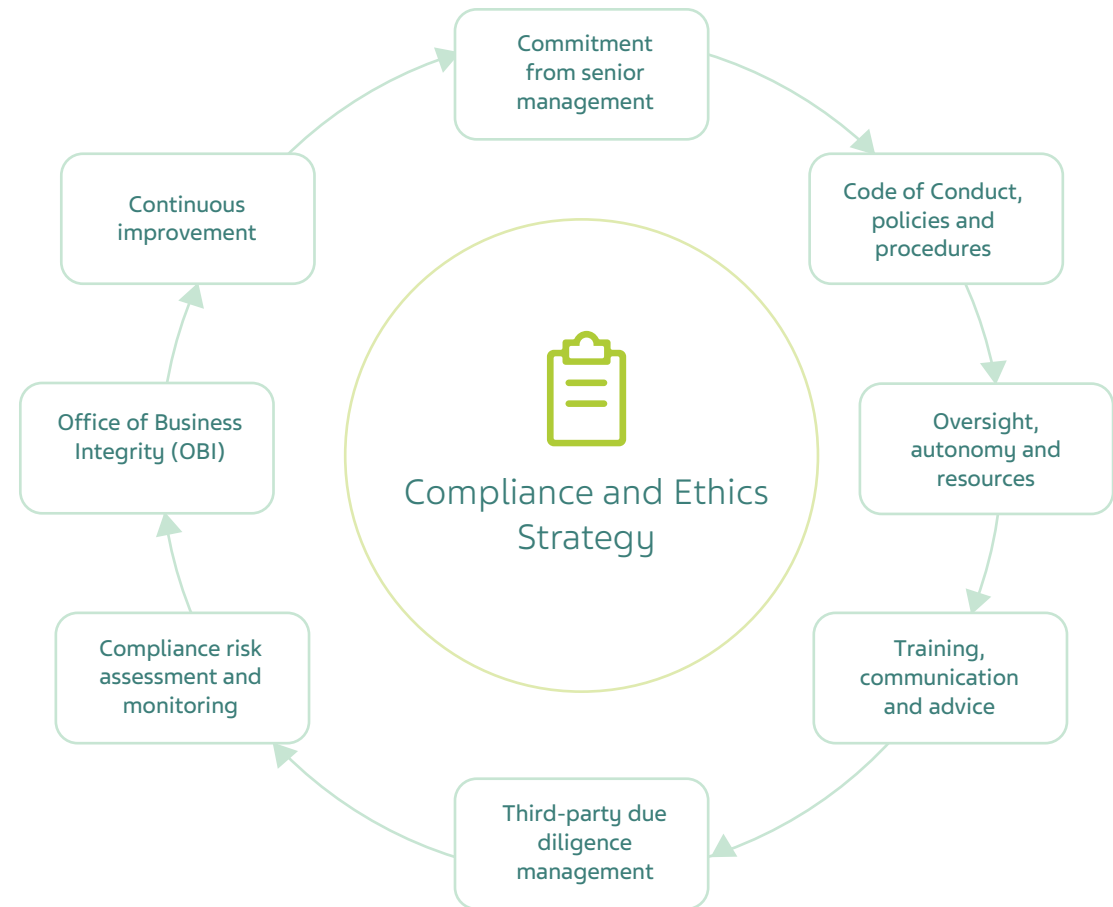 Commitment
from senior
management
Code of Conduct,
policies and
procedures
Oversight,
autonomy and
resources
Training,
communication
and advice
Third-party due
diligence
management
Compliance risk
assessment and
monitoring
Office of Business
Integrity (OBI)
Continuous
improvement
Compliance and Ethics
Strategy